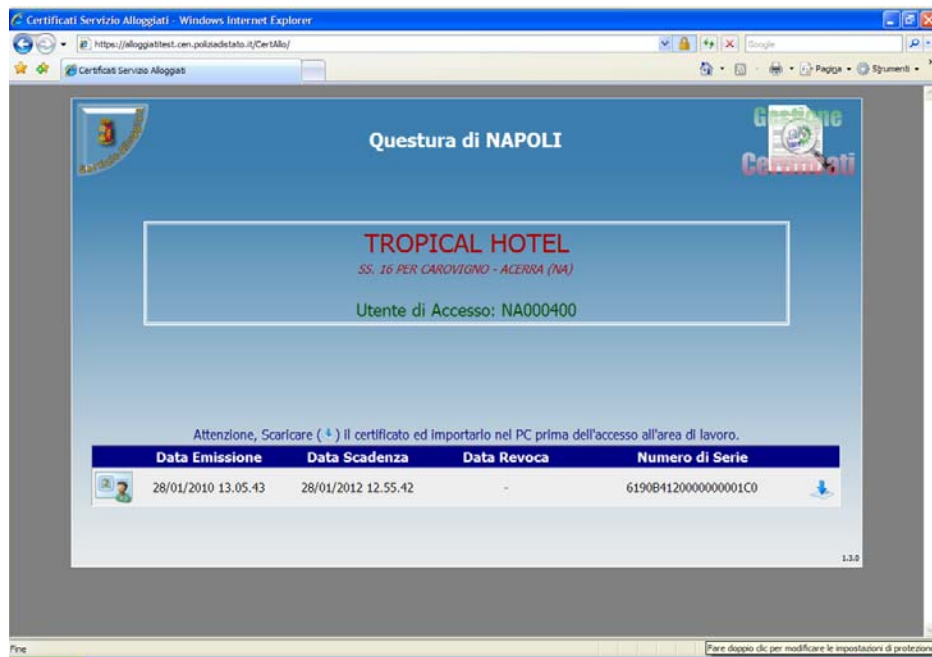 Certificati Servizio Alloggiati - Windows Internet Explorer
https://alloggiatitest.cen.poliziadistato.it/CertAllo/
Google
Certificati Servizio Alloggiati
Pagina
Strumenti
Questura di NAPOLI
Gestione
Certificati
TROPICAL HOTEL
SS. 16 PER CAROVIGNO - ACERRA (NA)
Utente di Accesso: NA000400
Attenzione, Scaricare ( ) il certificato ed importarlo nel PC prima dell'accesso all'area di lavoro.
Data Emissione Data Scadenza Data Revoca Numero di Serie
28/01/2010 13.05.43 28/01/2012 12.55.42 - 6190B4120000000001C0
1.3.0
Fine
Fare doppio clic per modificare le impostazioni di protezione